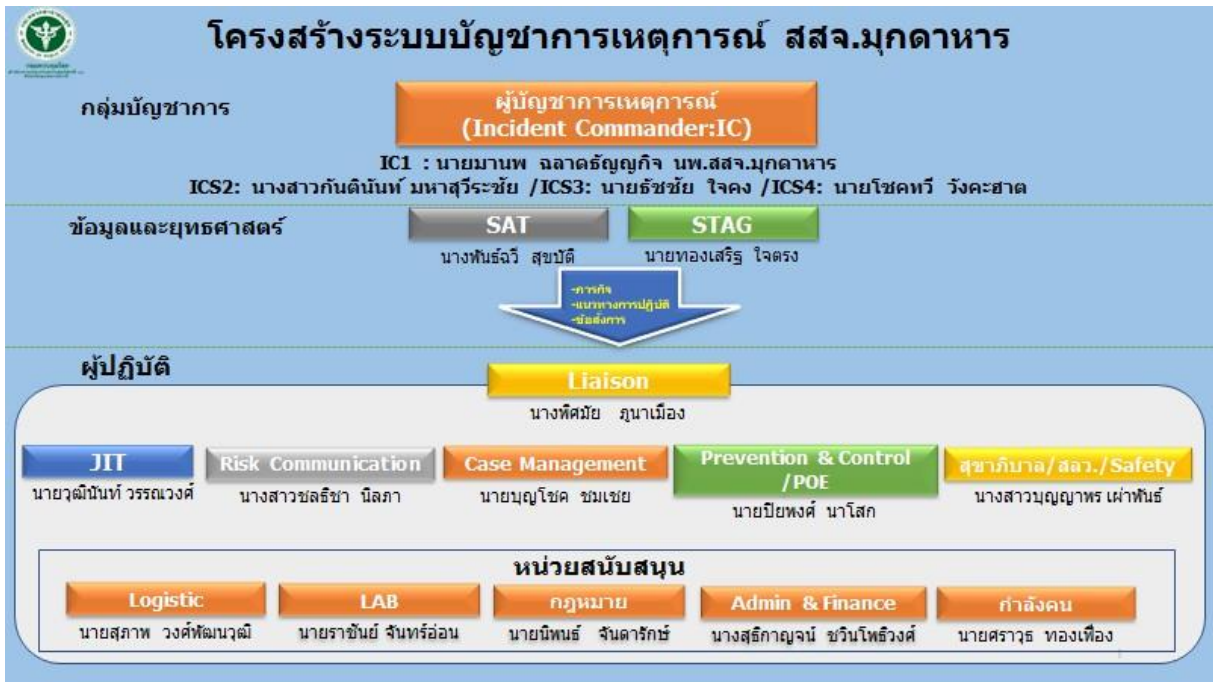 โครงสร้างระบบบัญชาการเหตุการณ์ สสจ.มุกดาหาร
กลุ่มบัญชาการ
ผู้บัญชาการเหตุการณ์
(Incident Commander:IC)
IC1 : นายมานพ ฉลาดธัญญกิจ นพ.สสจ.มุกดาหาร
ICS2: นางสาวกันตินันท์ มหาสุวีระชัย /ICS3: นายธัชชัย ใจคง /ICS4: นายโชคทวี วังคะฮาต
ข้อมูลและยุทธศาสตร์
SAT
STAG
นางพันธ์ฉวี สุขบัติ
นายทองเสริฐ ใจตรง
-ภารกิจ
-แนวทางการปฏิบัติ
-ข้อสั่งการ
ผู้ปฏิบัติ
Liaison
นางพิศมัย ภูนาเมือง
JIT
Risk Communication
Case Management
Prevention & Control
/POE
สุขาภิบาล/สลว./Safety
นายวุฒินันท์ วรรณวงศ์
นางสาวชลธิชา นิลภา
นายบุญโชค ชมเชย
นายปิยพงศ์ นาโสก
นางสาวบุญญาพร เผ่าพันธ์
หน่วยสนับสนุน
Logistic
LAB
กฎหมาย
Admin & Finance
กำลังคน
นายสุภาพ วงศ์พัฒนวุฒิ
นายราชันย์ จันทร์อ่อน
นายนิพนธ์ จันดารักษ์
นางสุธิกาญจน์ ชวินโพธิวงศ์
นายศราวุธ ทองเฟื่อง